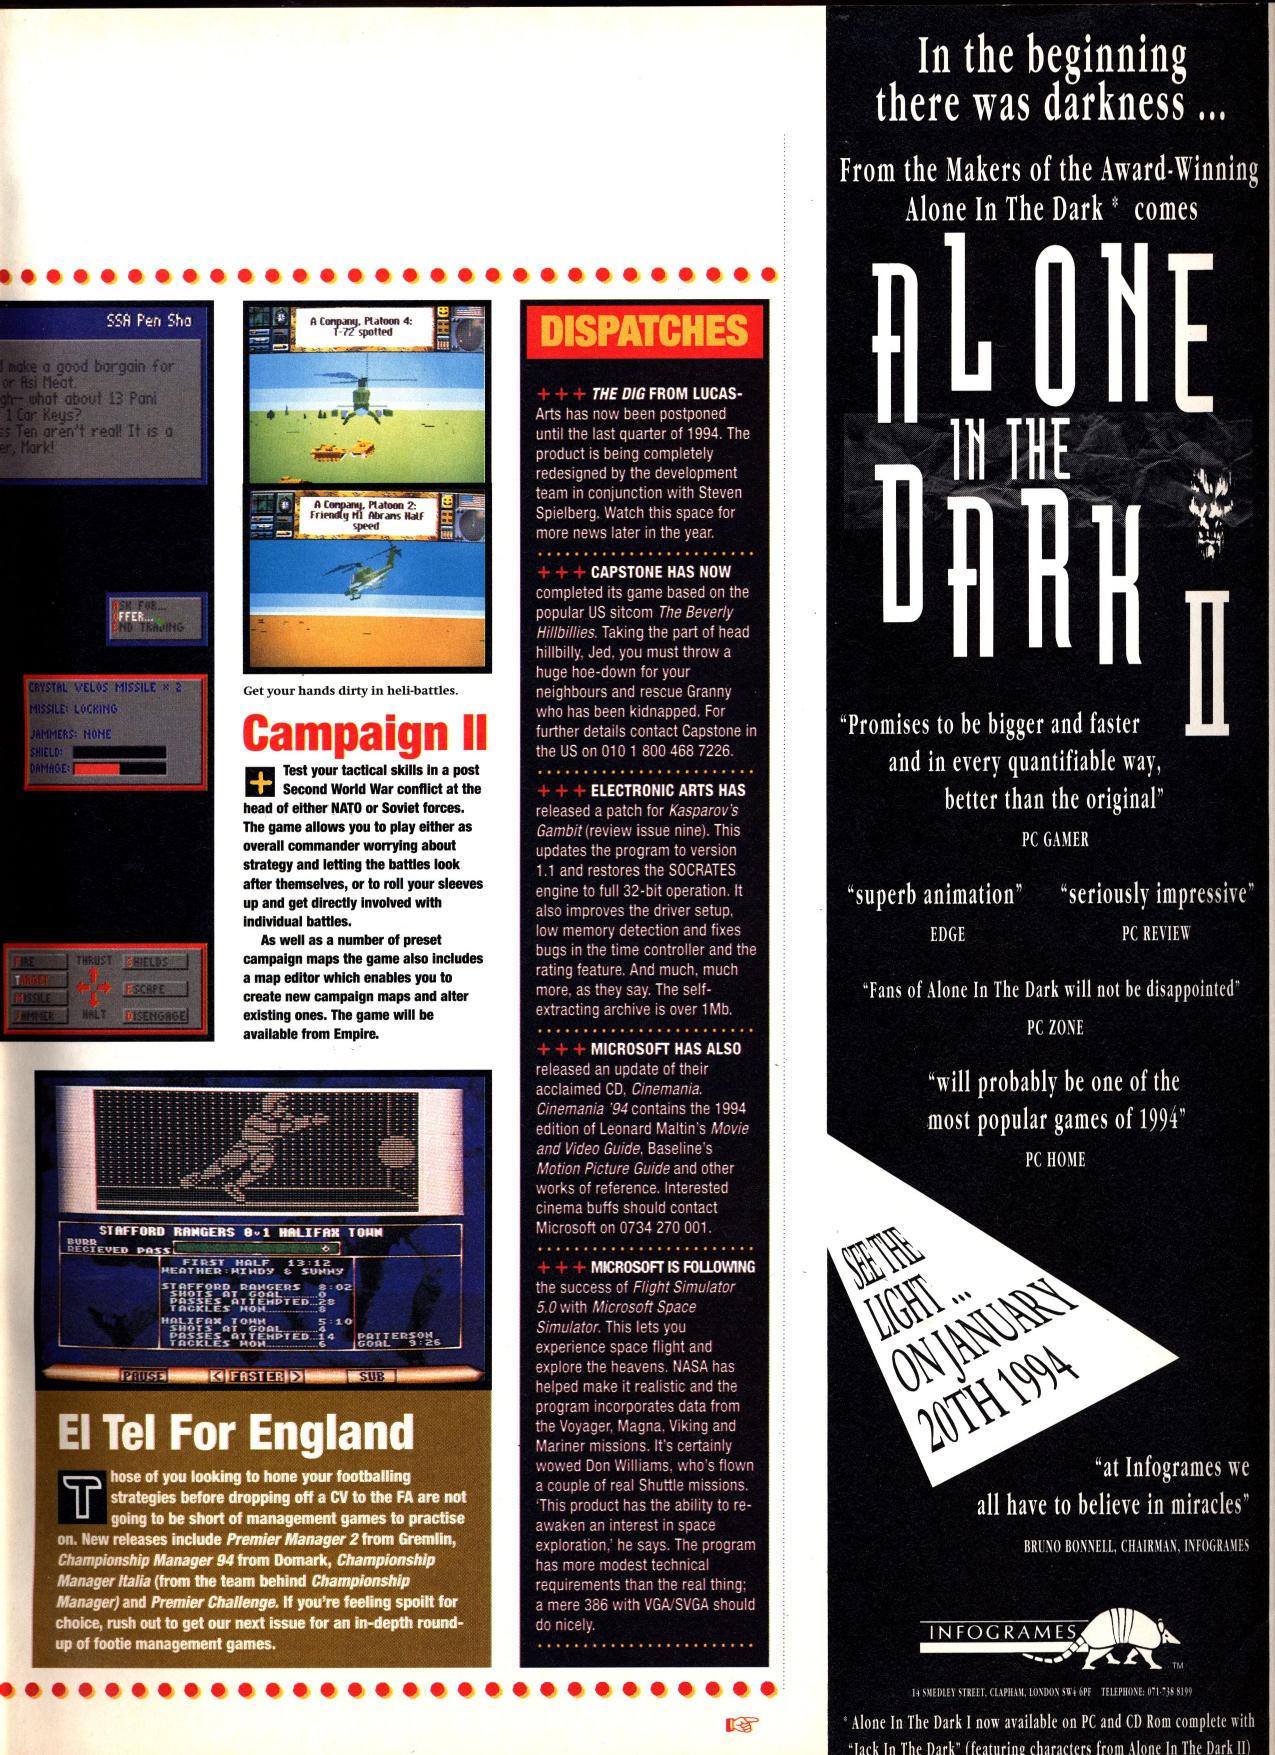 SSA Pen Sha
make a good bargain for
or Asi Meat.
gh-- what about 13 Pani
1 Car Keys?
ss Ten aren't real! It is a
er, Mark!
ASK FOR...
OFFER...
END TRADING
CRYSTAL VELOS MISSILE × 2
MISSILE: LOCKING
JAMMERS: NONE
SHIELD:
DAMAGE:
FIRE
THRUST
SHIELDS
TARGET
MISSILE
ESCAPE
JAMMER
HALT
DISENGAGE
A Company, Platoon 4:
T-72 spotted
A Company, Platoon 2:
Friendly M1 Abrams Half
speed
Get your hands dirty in heli-battles.
Campaign II
Test your tactical skills in a post
Second World War conflict at the
head of either NATO or Soviet forces.
The game allows you to play either as
overall commander worrying about
strategy and letting the battles look
after themselves, or to roll your sleeves
up and get directly involved with
individual battles.
As well as a number of preset
campaign maps the game also includes
a map editor which enables you to
create new campaign maps and alter
existing ones. The game will be
available from Empire.
STAFFORD RANGERS 0-1 HALIFAX TOWN
BURR
RECIEVED PASS
FIRST HALF 13:12
WEATHER:WINDY & SUNNY
STAFFORD RANGERS 8:02
SHOTS AT GOAL......0
PASSES ATTEMPTED...28
TACKLES WON........8
HALIFAX TOWN 5:10
SHOTS AT GOAL......4
PASSES ATTEMPTED...14
TACKLES WON........6
PATTERSON
GOAL 9:26
PAUSE
< FASTER >
SUB
El Tel For England
Those of you looking to hone your footballing
strategies before dropping off a CV to the FA are not
going to be short of management games to practise
on. New releases include Premier Manager 2 from Gremlin,
Championship Manager 94 from Domark, Championship
Manager Italia (from the team behind Championship
Manager) and Premier Challenge. If you're feeling spoilt for
choice, rush out to get our next issue for an in-depth round-
up of footie management games.
DISPATCHES
+++ THE DIG FROM LUCAS-
Arts has now been postponed
until the last quarter of 1994. The
product is being completely
redesigned by the development
team in conjunction with Steven
Spielberg. Watch this space for
more news later in the year.
+++ CAPSTONE HAS NOW
completed its game based on the
popular US sitcom The Beverly
Hillbillies. Taking the part of head
hillbilly, Jed, you must throw a
huge hoe-down for your
neighbours and rescue Granny
who has been kidnapped. For
further details contact Capstone in
the US on 010 1 800 468 7226.
+++ ELECTRONIC ARTS HAS
released a patch for Kasparov's
Gambit (review issue nine). This
updates the program to version
1.1 and restores the SOCRATES
engine to full 32-bit operation. It
also improves the driver setup,
low memory detection and fixes
bugs in the time controller and the
rating feature. And much, much
more, as they say. The self-
extracting archive is over 1Mb.
+++ MICROSOFT HAS ALSO
released an update of their
acclaimed CD, Cinemania.
Cinemania '94 contains the 1994
edition of Leonard Maltin's Movie
and Video Guide, Baseline's
Motion Picture Guide and other
works of reference. Interested
cinema buffs should contact
Microsoft on 0734 270 001.
+++ MICROSOFT IS FOLLOWING
the success of Flight Simulator
5.0 with Microsoft Space
Simulator. This lets you
experience space flight and
explore the heavens. NASA has
helped make it realistic and the
program incorporates data from
the Voyager, Magna, Viking and
Mariner missions. It's certainly
wowed Don Williams, who's flown
a couple of real Shuttle missions.
'This product has the ability to re-
awaken an interest in space
exploration,' he says. The program
has more modest technical
requirements than the real thing;
a mere 386 with VGA/SVGA should
do nicely.
In the beginning
there was darkness ...
From the Makers of the Award-Winning
Alone In The Dark * comes
ALONE
IN THE
DARK
II
"Promises to be bigger and faster
and in every quantifiable way,
better than the original"
PC GAMER
"superb animation"
EDGE
"seriously impressive"
PC REVIEW
"Fans of Alone In The Dark will not be disappointed"
PC ZONE
"will probably be one of the
most popular games of 1994"
PC HOME
SEE THE
LIGHT ...
ON JANUARY
20TH 1994
"at Infogrames we
all have to believe in miracles"
BRUNO BONNELL, CHAIRMAN, INFOGRAMES
INFOGRAMES
TM
14 SMEDLEY STREET, CLAPHAM, LONDON SW4 6PF TELEPHONE: 071-738 8199
* Alone In The Dark I now available on PC and CD Rom complete with
"Jack In The Dark" (featuring characters from Alone In The Dark II)